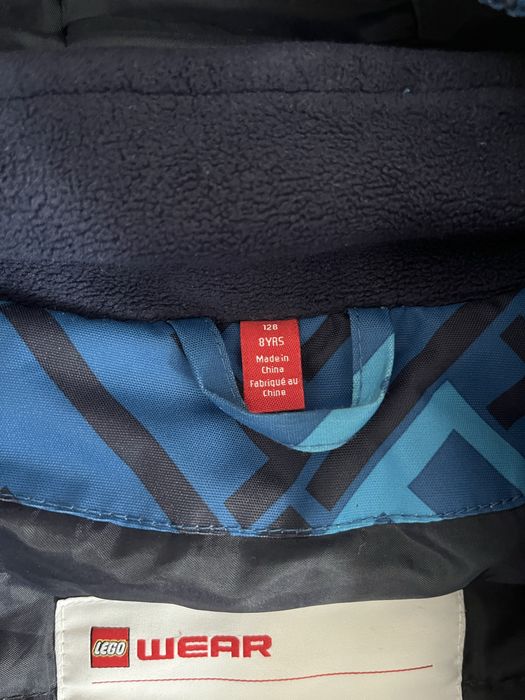 128
8YRS
Made in
China
Fabriqué au
Chine
LEGO WEAR